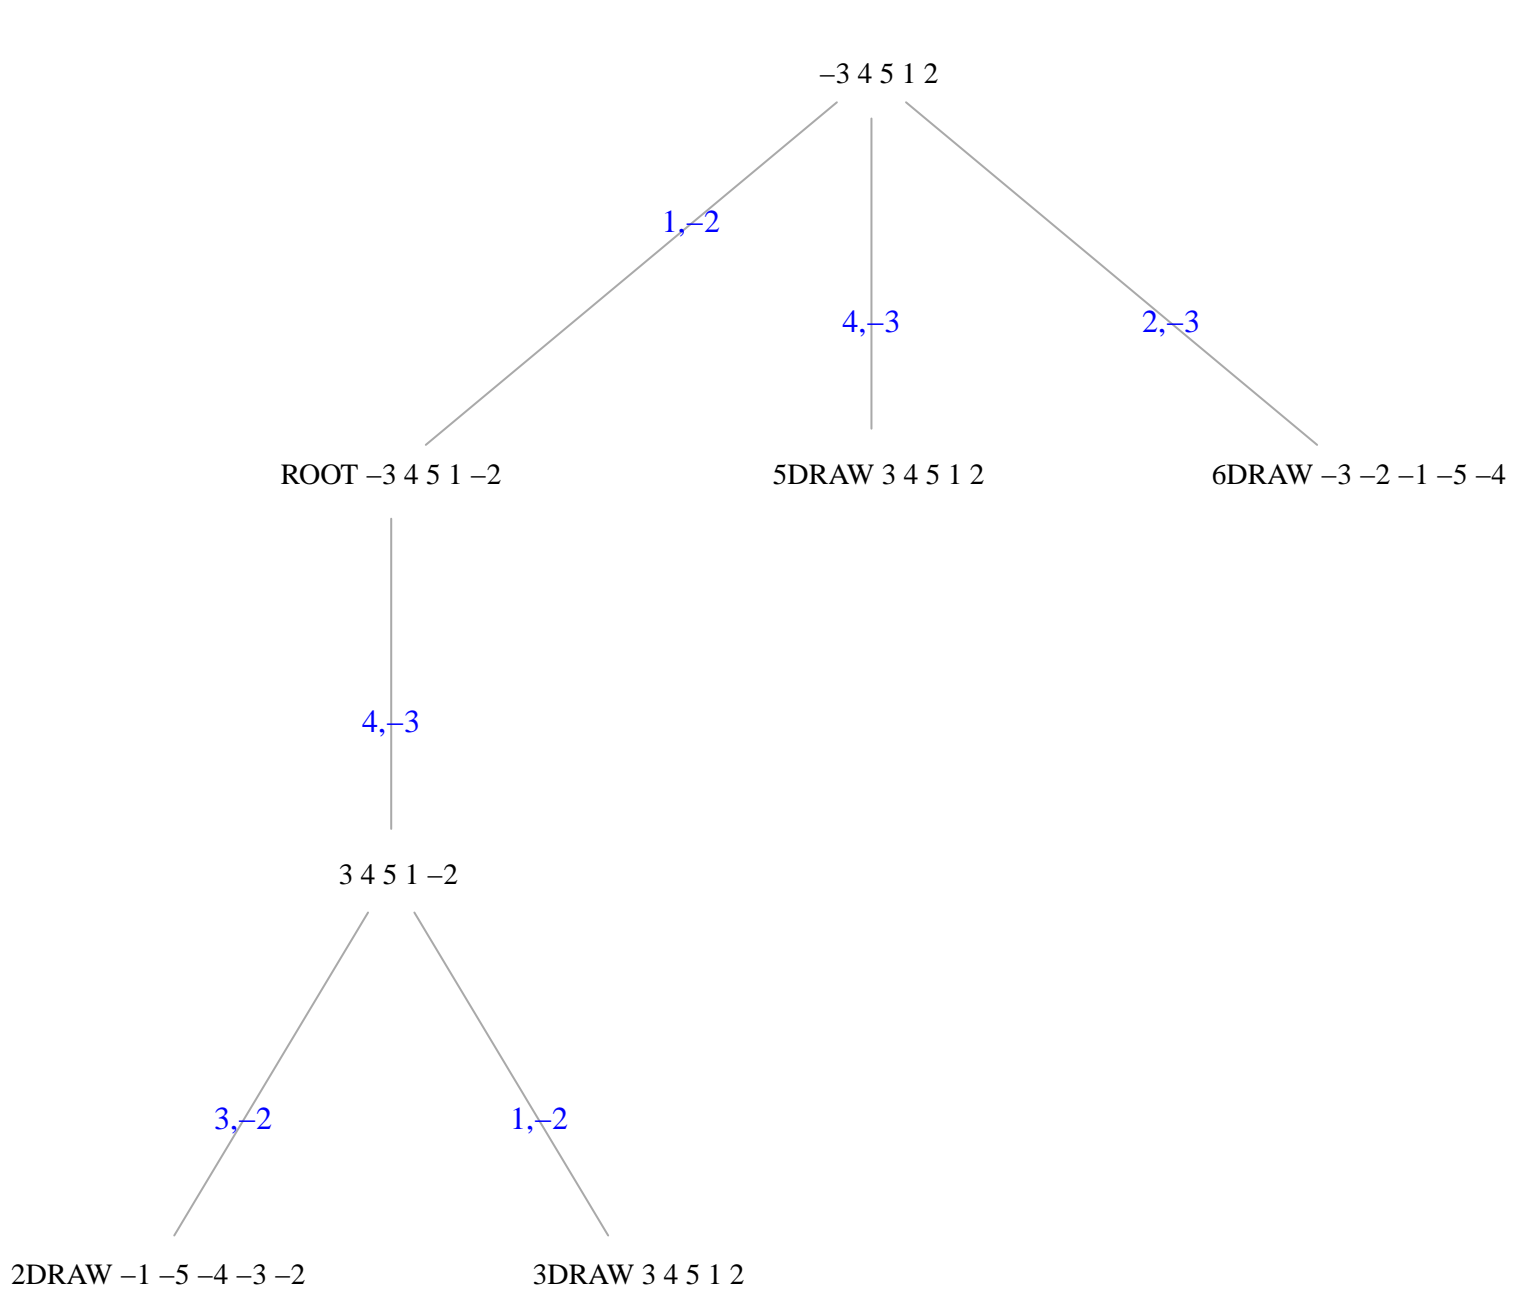 –3 4 5 1 2
1,–2
4,–3
2,–3
ROOT –3 4 5 1 –2
5DRAW 3 4 5 1 2
6DRAW –3 –2 –1 –5 –4
4,–3
3 4 5 1 –2
3,–2
1,–2
2DRAW –1 –5 –4 –3 –2
3DRAW 3 4 5 1 2